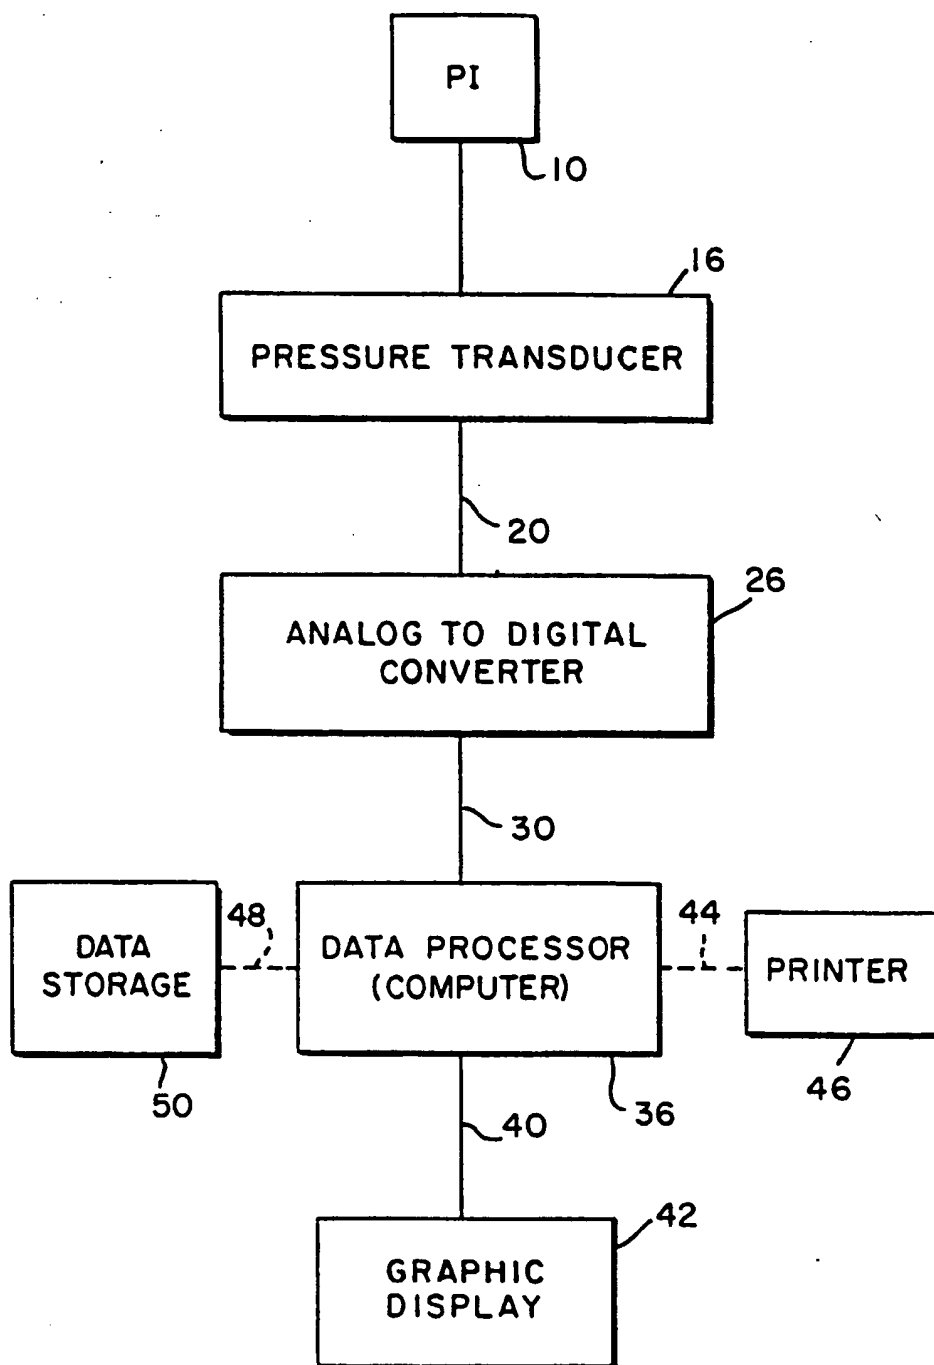 PI
10
16
PRESSURE TRANSDUCER
20
26
ANALOG TO DIGITAL
CONVERTER
30
48
44
DATA
STORAGE
DATA PROCESSOR
(COMPUTER)
PRINTER
50
36
46
40
42
GRAPHIC
DISPLAY